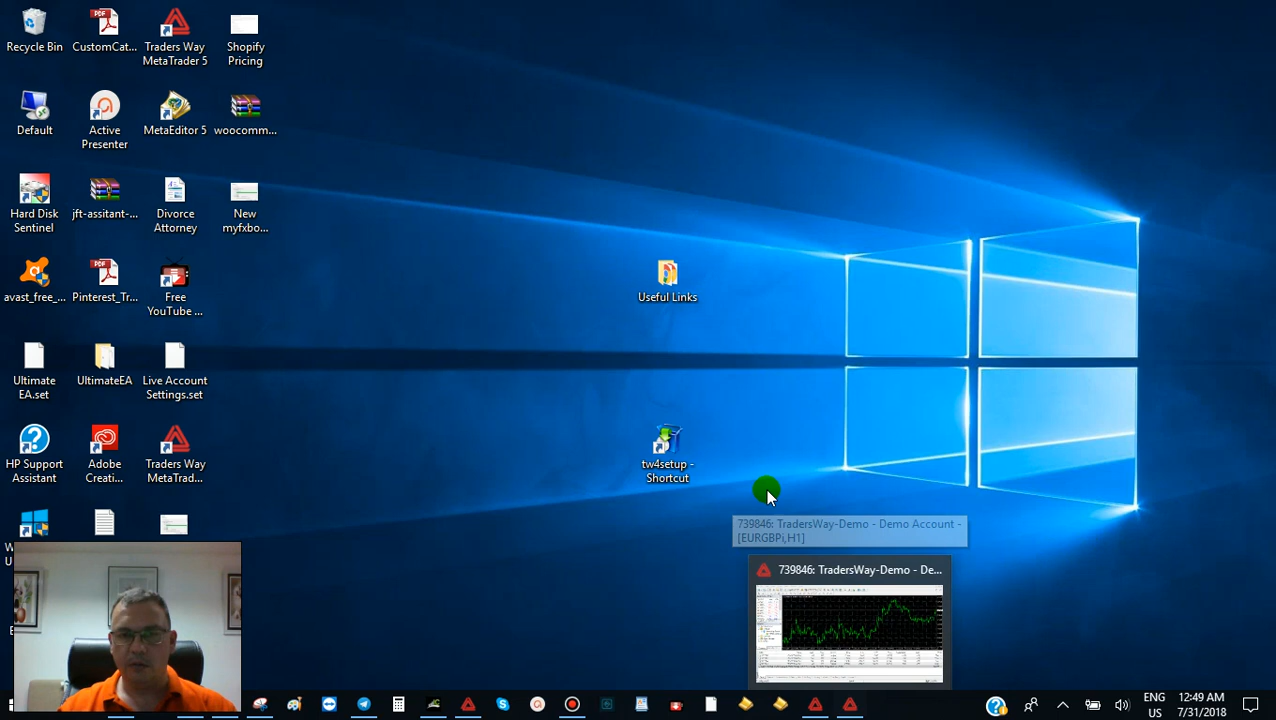 Recycle Bin
CustomCat...
Traders Way
MetaTrader 5
Shopify
Pricing
Default
Active
Presenter
MetaEditor 5
woocomm...
Hard Disk
Sentinel
jft-assitant-...
Divorce
Attorney
New
myfxbo...
avast_free_...
Pinterest_Tr...
Free
YouTube ...
Useful Links
Ultimate
EA.set
UltimateEA
Live Account
Settings.set
HP Support
Assistant
Adobe
Creati...
Traders Way
MetaTrad...
tw4setup -
Shortcut
739846: TradersWay-Demo - Demo Account -
[EURGBPi,H1]
739846: TradersWay-Demo - De...
ENG
US
12:49 AM
7/31/2018